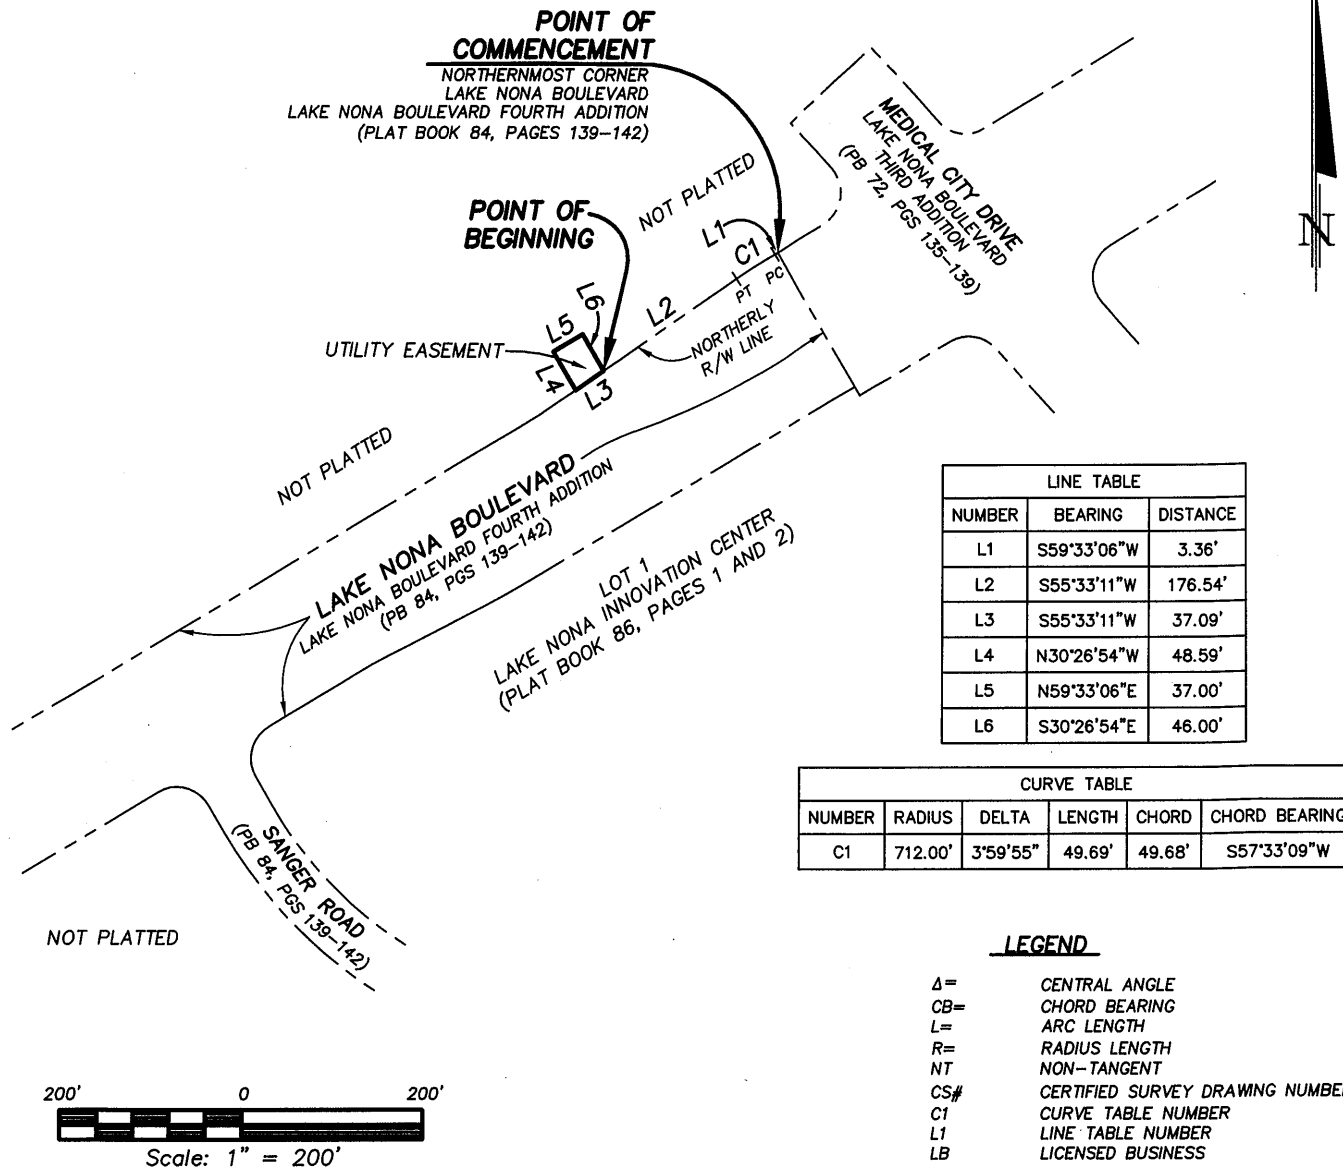 POINT OF
COMMENCEMENT
NORTHERNMOST CORNER
LAKE NONA BOULEVARD
LAKE NONA BOULEVARD FOURTH ADDITION
(PLAT BOOK 84, PAGES 139-142)
MEDICAL CITY DRIVE
LAKE NONA BOULEVARD
THIRD ADDITION
(PB 72, PGS 135-139)
N
NOT PLATTED
POINT OF
BEGINNING
L1
C1
PT
PC
L2
L6
L5
UTILITY EASEMENT
L4
L3
NORTHERLY
R/W LINE
NOT PLATTED
LAKE NONA BOULEVARD
LAKE NONA BOULEVARD FOURTH ADDITION
(PB 84, PGS 139-142)
LOT 1
LAKE NONA INNOVATION CENTER
(PLAT BOOK 86, PAGES 1 AND 2)
LINE TABLE
NUMBER BEARING DISTANCE
L1 S59°33'06"W 3.36'
L2 S55°33'11"W 176.54'
L3 S55°33'11"W 37.09'
L4 N30°26'54"W 48.59'
L5 N59°33'06"E 37.00'
L6 S30°26'54"E 46.00'
CURVE TABLE
NUMBER RADIUS DELTA LENGTH CHORD CHORD BEARING
C1 712.00' 3°59'55" 49.69' 49.68' S57°33'09"W
SANGER ROAD
(PB 84, PGS 139-142)
NOT PLATTED
LEGEND
Δ= CENTRAL ANGLE
CB= CHORD BEARING
L= ARC LENGTH
R= RADIUS LENGTH
NT NON-TANGENT
CS# CERTIFIED SURVEY DRAWING NUMBER
C1 CURVE TABLE NUMBER
L1 LINE TABLE NUMBER
LB LICENSED BUSINESS
200' 0 200'
Scale: 1" = 200'